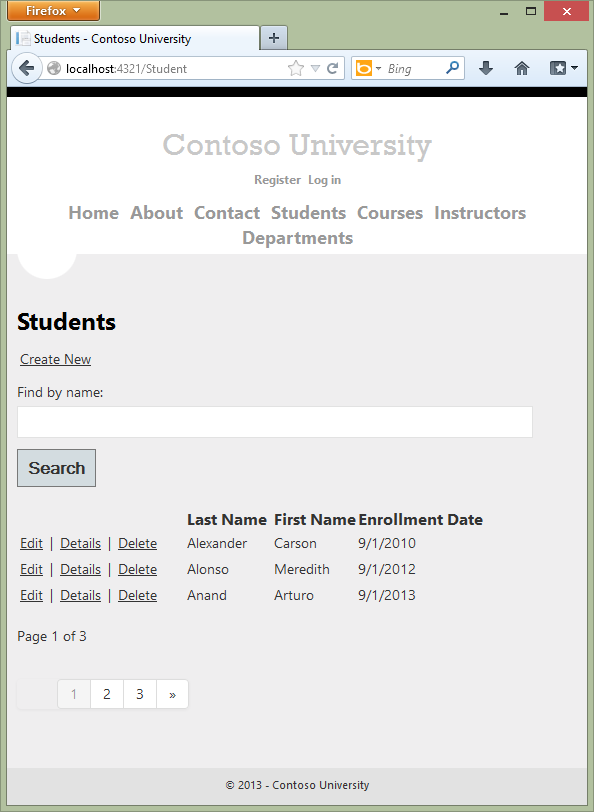 Firefox
Students - Contoso University
localhost:4321/Student
Bing
Contoso University
Register Log in
Home About Contact Students Courses Instructors
Departments
Students
Create New
Find by name:
Search
Last Name First Name Enrollment Date
Edit | Details | Delete Alexander Carson 9/1/2010
Edit | Details | Delete Alonso Meredith 9/1/2012
Edit | Details | Delete Anand Arturo 9/1/2013
Page 1 of 3
1 2 3 »
© 2013 - Contoso University